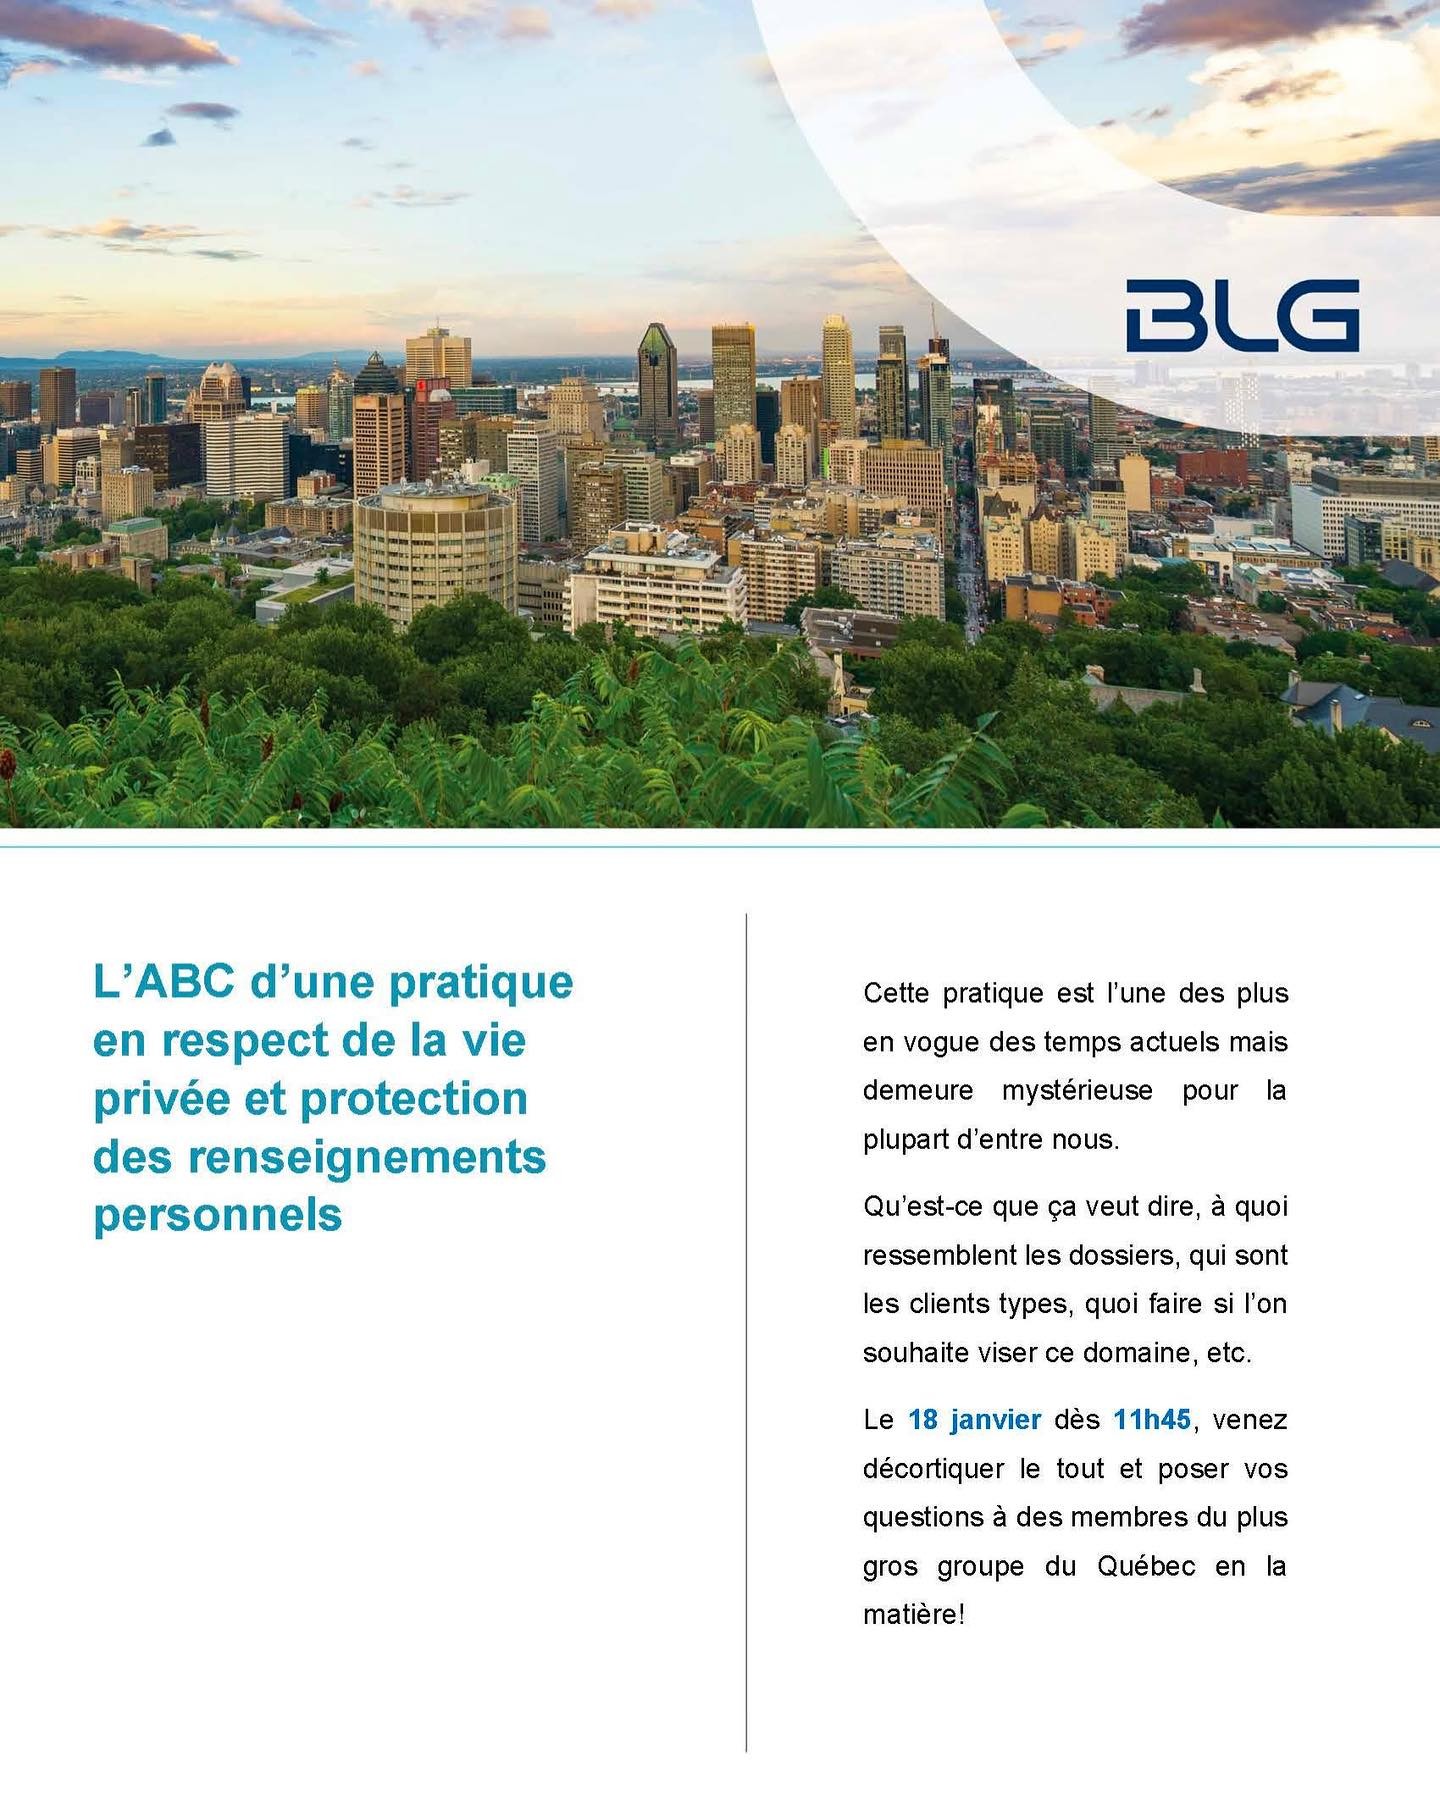 BLG
L’ABC d’une pratique
en respect de la vie
privée et protection
des renseignements
personnels
Cette pratique est l’une des plus
en vogue des temps actuels mais
demeure mystérieuse pour la
plupart d’entre nous.
Qu’est-ce que ça veut dire, à quoi
ressemblent les dossiers, qui sont
les clients types, quoi faire si l’on
souhaite viser ce domaine, etc.
Le 18 janvier dès 11h45, venez
décortiquer le tout et poser vos
questions à des membres du plus
gros groupe du Québec en la
matière!